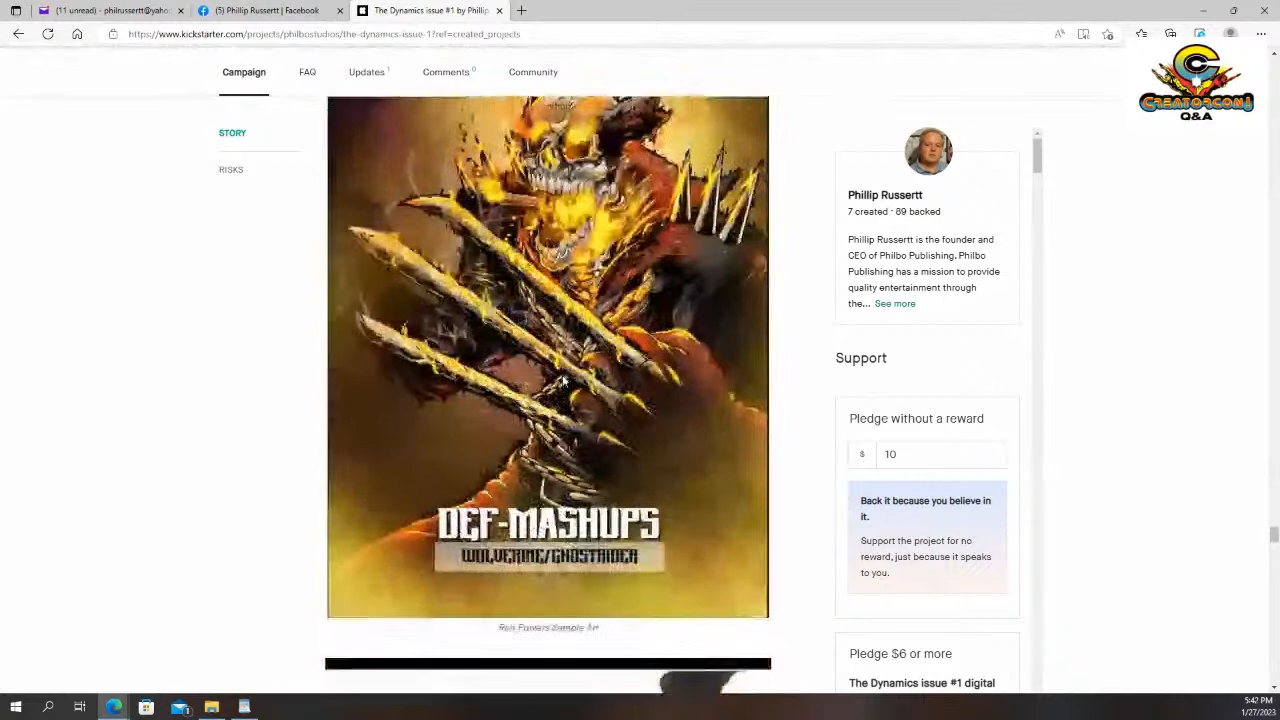 (11 unread) - philrussertt@yaho
(5) Phillip Russertt | Facebook
The Dynamics issue #1 by Phillip
https://www.kickstarter.com/projects/philbostudios/the-dynamics-issue-1?ref=created_projects
CREATORCON!
Q&A
Campaign FAQ Updates 1 Comments 0 Community
STORY
RISKS
Phillip Russertt
7 created · 89 backed
Phillip Russertt is the founder and
CEO of Philbo Publishing. Philbo
Publishing has a mission to provide
quality entertainment through
the... See more
Support
Pledge without a reward
$ 10
Back it because you believe in
it.
Support the project for no
reward, just because it speaks
to you.
Pledge $6 or more
The Dynamics issue #1 digital
DEF-MASHUPS
WOLVERINE/GHOSTRIDER
Sample Art
5:42 PM
1/27/2023